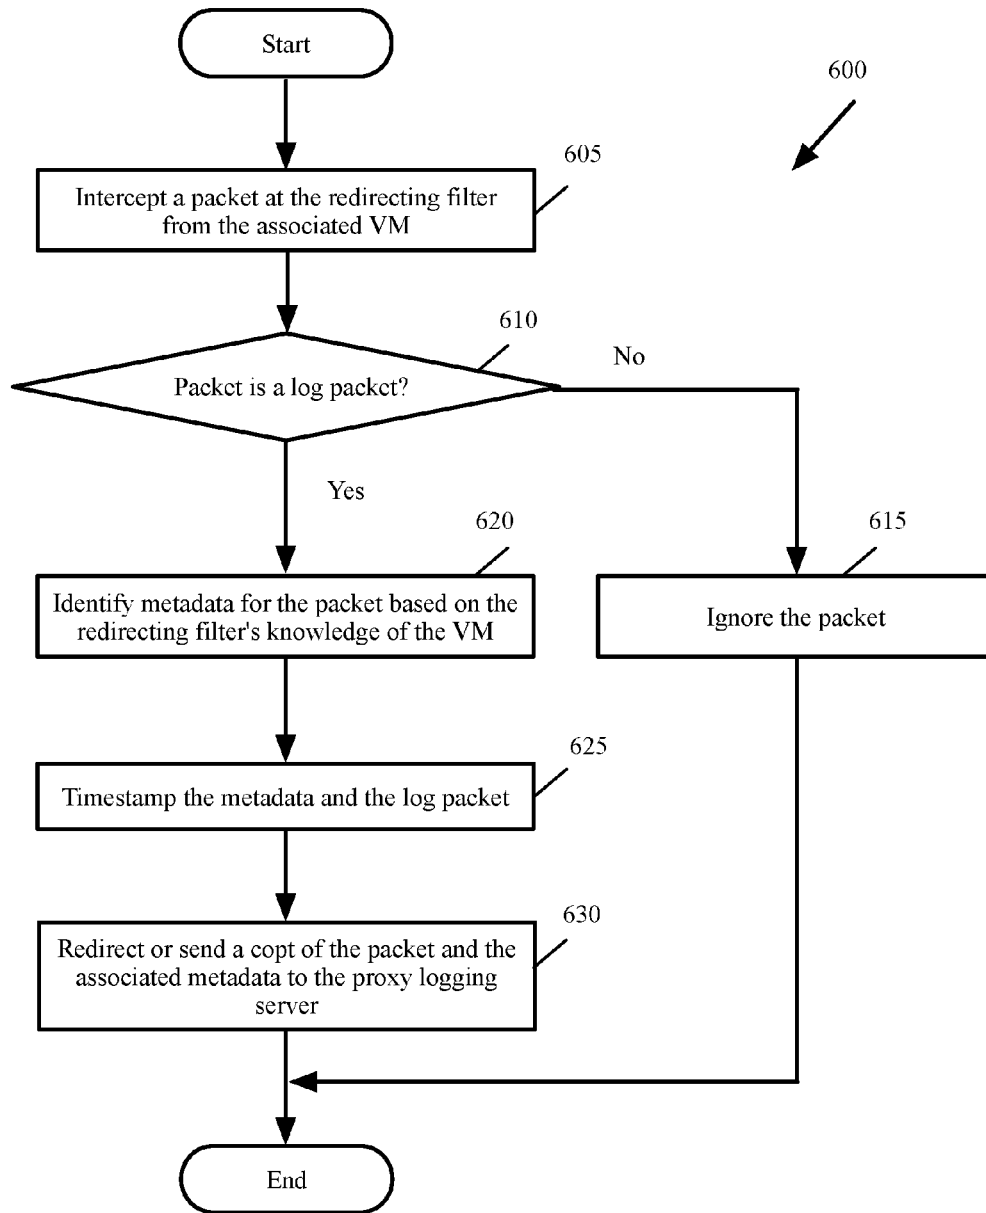 Start
600
605
Intercept a packet at the redirecting filter
from the associated VM
610
No
Packet is a log packet?
Yes
620
615
Identify metadata for the packet based on the
redirecting filter's knowledge of the VM
Ignore the packet
625
Timestamp the metadata and the log packet
630
Redirect or send a copt of the packet and the
associated metadata to the proxy logging
server
End